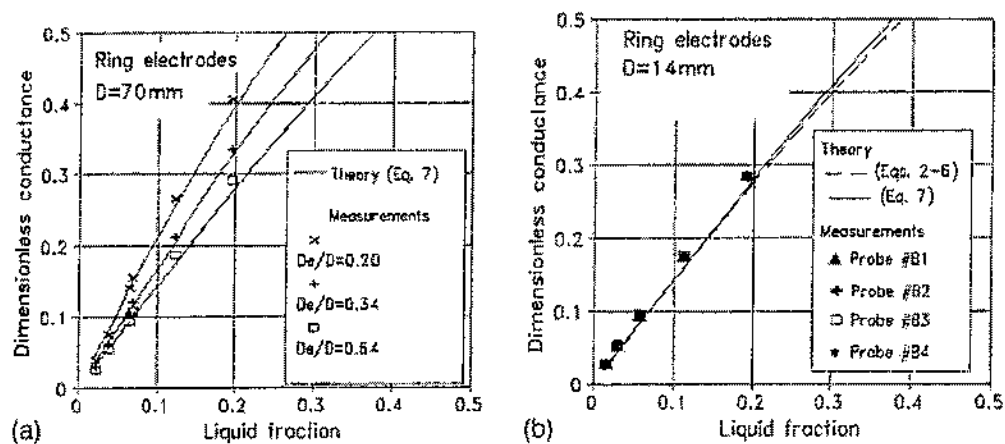 Ring electrodes
D=70mm
Dimensionless conductance
0.5
0.4
0.3
0.2
0.1
0
Theory (Eq. 7)
Measurements
De/D=0.20
De/D=0.34
De/D=0.54
0
0.1
0.2
0.3
0.4
0.5
(a)
Liquid fraction
Ring electrodes
D=14mm
Dimensionless conductance
0.5
0.4
0.3
0.2
0.1
0
Theory
(Eqs. 2-6)
(Eq. 7)
Measurements
Probe #B1
Probe #B2
Probe #B3
Probe #B4
0
0.1
0.2
0.3
0.4
0.5
(b)
Liquid fraction